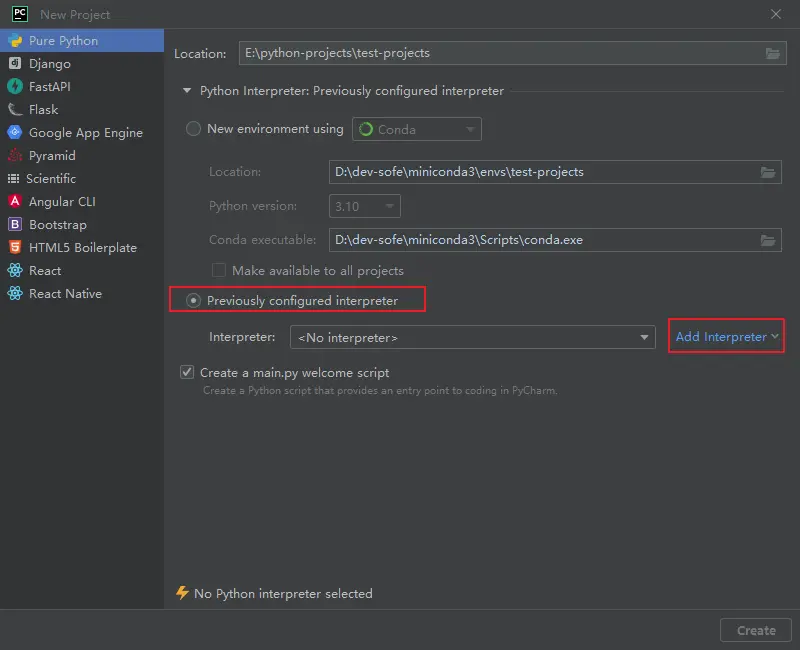 PC New Project
Pure Python
dj Django
FastAPI
Flask
Google App Engine
Pyramid
Scientific
A Angular CLI
B Bootstrap
5 HTML5 Boilerplate
React
React Native
Location: E:\python-projects\test-projects
Python Interpreter: Previously configured interpreter
New environment using Conda
Location: D:\dev-sofe\miniconda3\envs\test-projects
Python version: 3.10
Conda executable: D:\dev-sofe\miniconda3\Scripts\conda.exe
Make available to all projects
Previously configured interpreter
Interpreter: <No interpreter> Add Interpreter
Create a main.py welcome script
Create a Python script that provides an entry point to coding in PyCharm.
No Python interpreter selected
Create